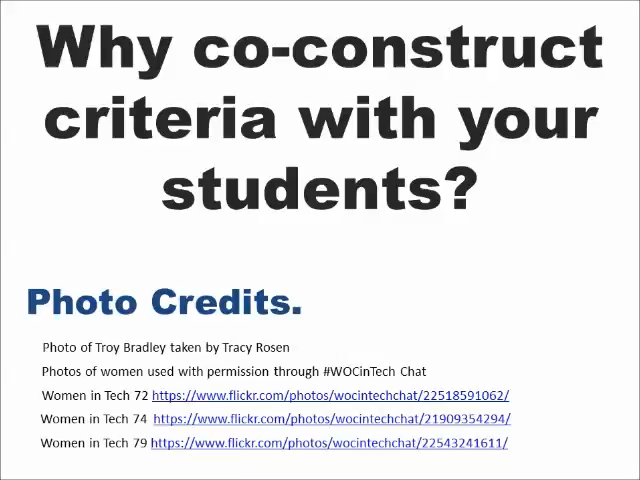 Why co-construct
criteria with your
students?
Photo Credits.
Photo of Troy Bradley taken by Tracy Rosen
Photos of women used with permission through #WOCinTech Chat
Women in Tech 72 https://www.flickr.com/photos/wocintechchat/22518591062/
Women in Tech 74 https://www.flickr.com/photos/wocintechchat/21909354294/
Women in Tech 79 https://www.flickr.com/photos/wocintechchat/22543241611/